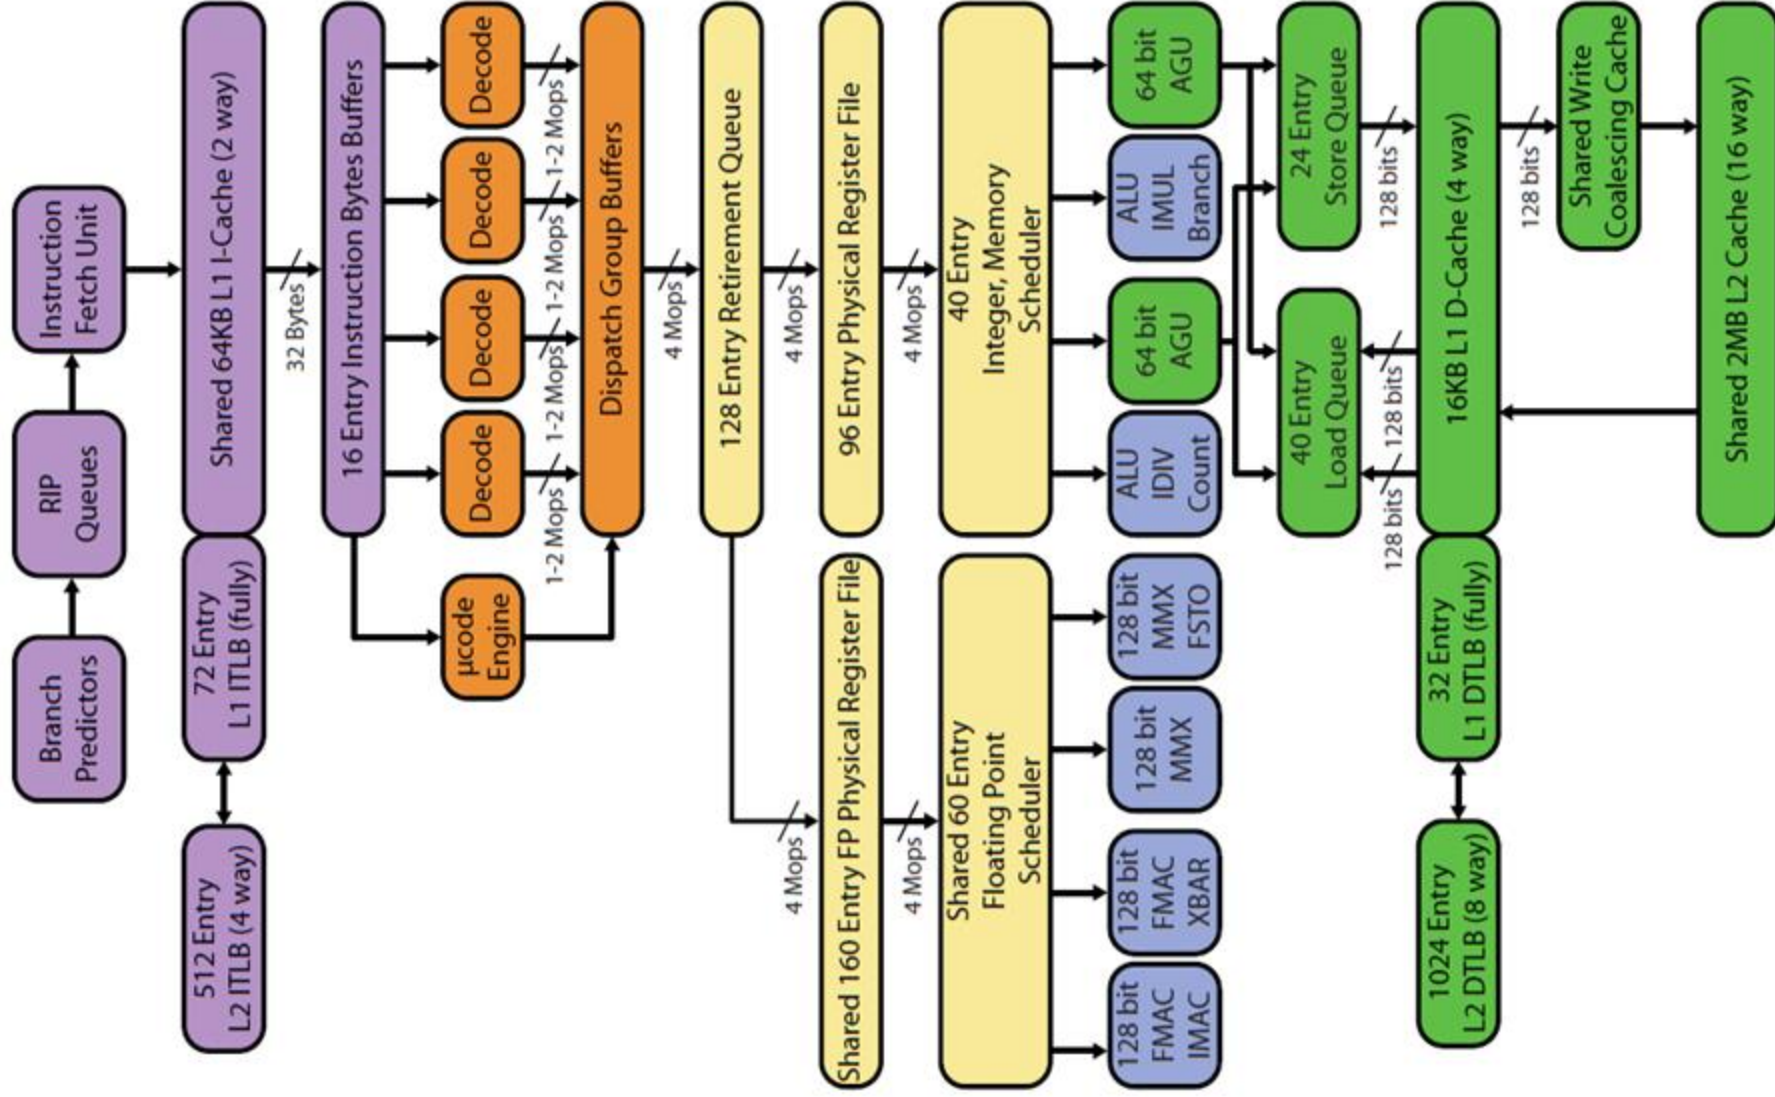 Branch
Predictors
RIP
Queues
Instruction
Fetch Unit
512 Entry
L2 ITLB (4 way)
72 Entry
L1 ITLB (fully)
Shared 64KB L1 I-Cache (2 way)
32 Bytes
16 Entry Instruction Bytes Buffers
µcode
Engine
Decode
Decode
Decode
Decode
1-2 Mops
1-2 Mops
1-2 Mops
1-2 Mops
Dispatch Group Buffers
4 Mops
128 Entry Retirement Queue
4 Mops
4 Mops
Shared 160 Entry FP Physical Register File
96 Entry Physical Register File
4 Mops
4 Mops
Shared 60 Entry
Floating Point
Scheduler
40 Entry
Integer, Memory
Scheduler
128 bit
FMAC
IMAC
128 bit
FMAC
XBAR
128 bit
MMX
128 bit
MMX
FSTO
ALU
IDIV
Count
64 bit
AGU
ALU
IMUL
Branch
64 bit
AGU
40 Entry
Load Queue
24 Entry
Store Queue
128 bits
128 bits
128 bits
1024 Entry
L2 DTLB (8 way)
32 Entry
L1 DTLB (fully)
16KB L1 D-Cache (4 way)
128 bits
Shared Write
Coalescing Cache
Shared 2MB L2 Cache (16 way)